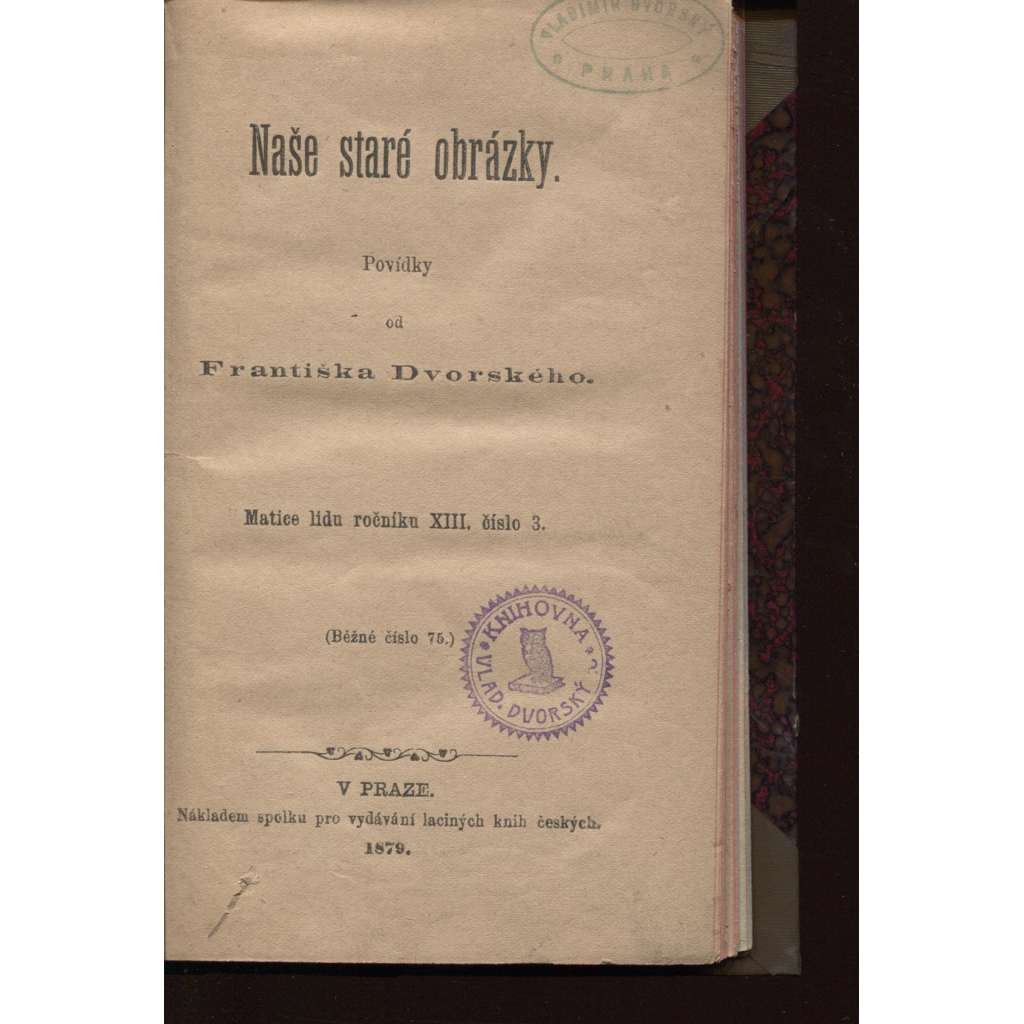 VLADIMÍR DVORSKÝ
PRAHA
Naše staré obrázky.
Povídky
od
Františka Dvorského.
Matice lidu ročníku XIII. číslo 3.
(Běžné číslo 75.)
KNIHOVNA
VLAD. DVORSKÝ
V PRAZE.
Nákladem spolku pro vydávání laciných knih českých.
1879.